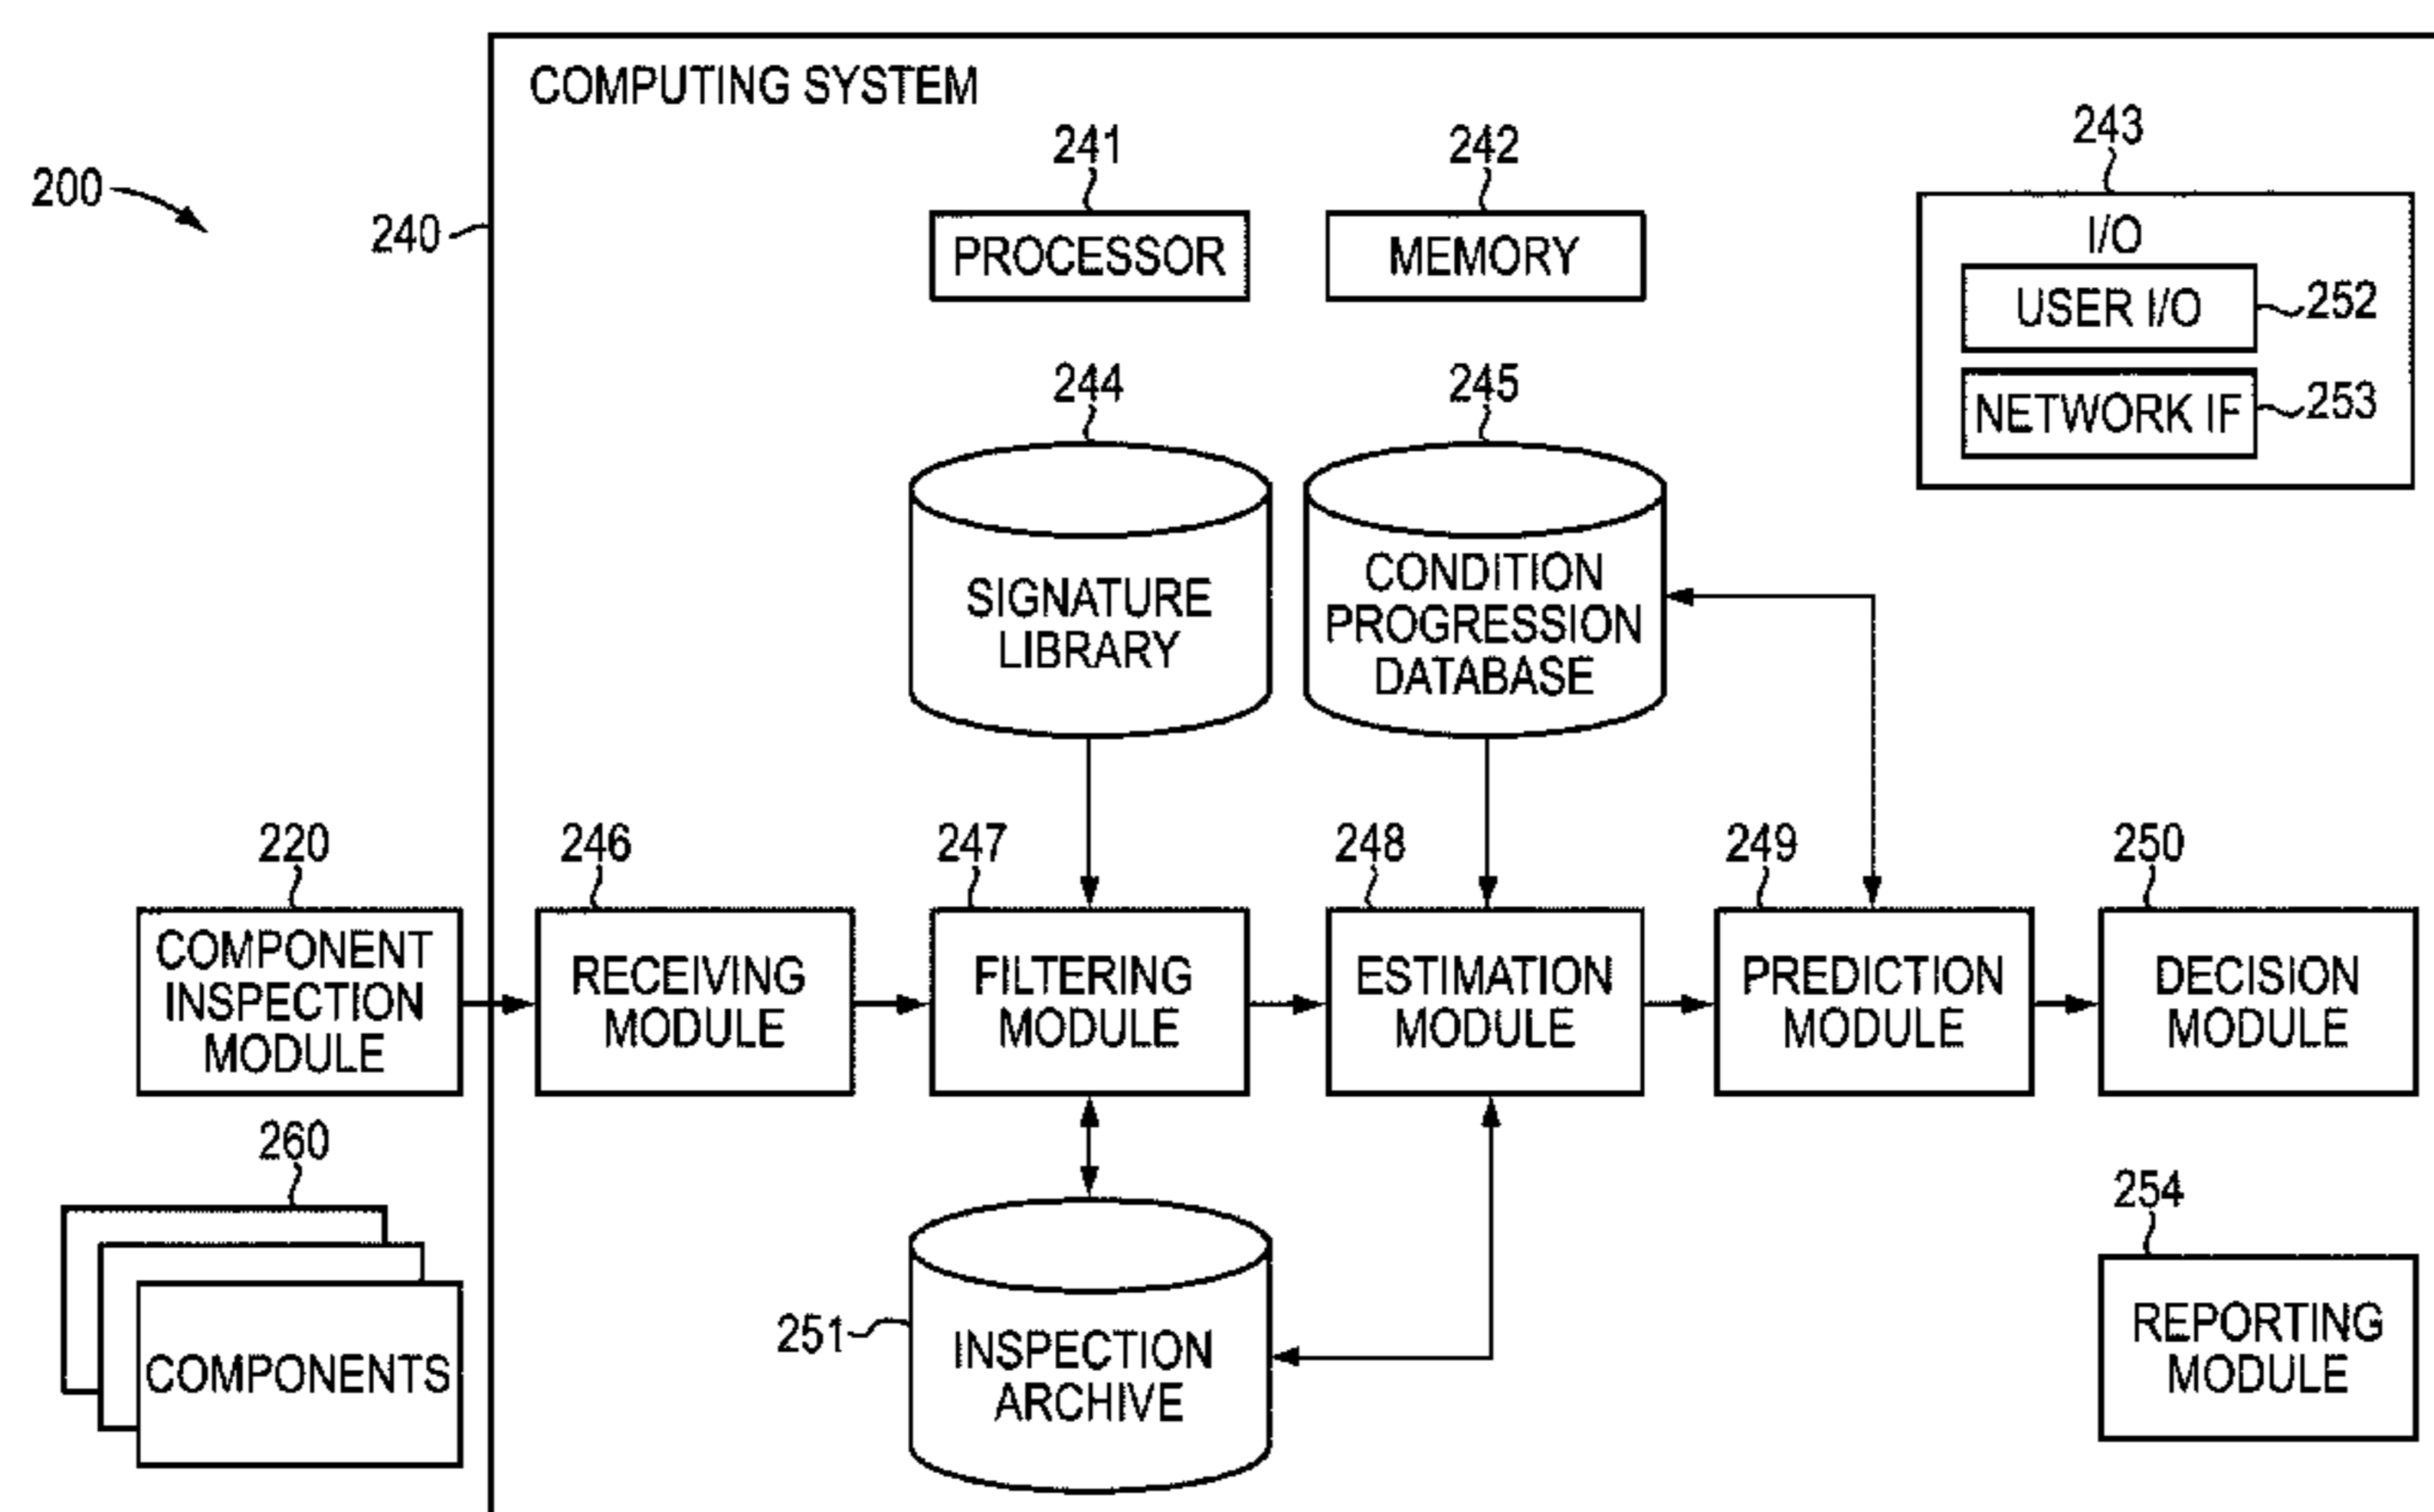 COMPUTING SYSTEM
200
240
241
PROCESSOR
242
MEMORY
243
I/O
USER I/O
252
NETWORK IF
253
244
SIGNATURE
LIBRARY
245
CONDITION
PROGRESSION
DATABASE
220
COMPONENT
INSPECTION
MODULE
246
RECEIVING
MODULE
247
FILTERING
MODULE
248
ESTIMATION
MODULE
249
PREDICTION
MODULE
250
DECISION
MODULE
260
COMPONENTS
251
INSPECTION
ARCHIVE
254
REPORTING
MODULE